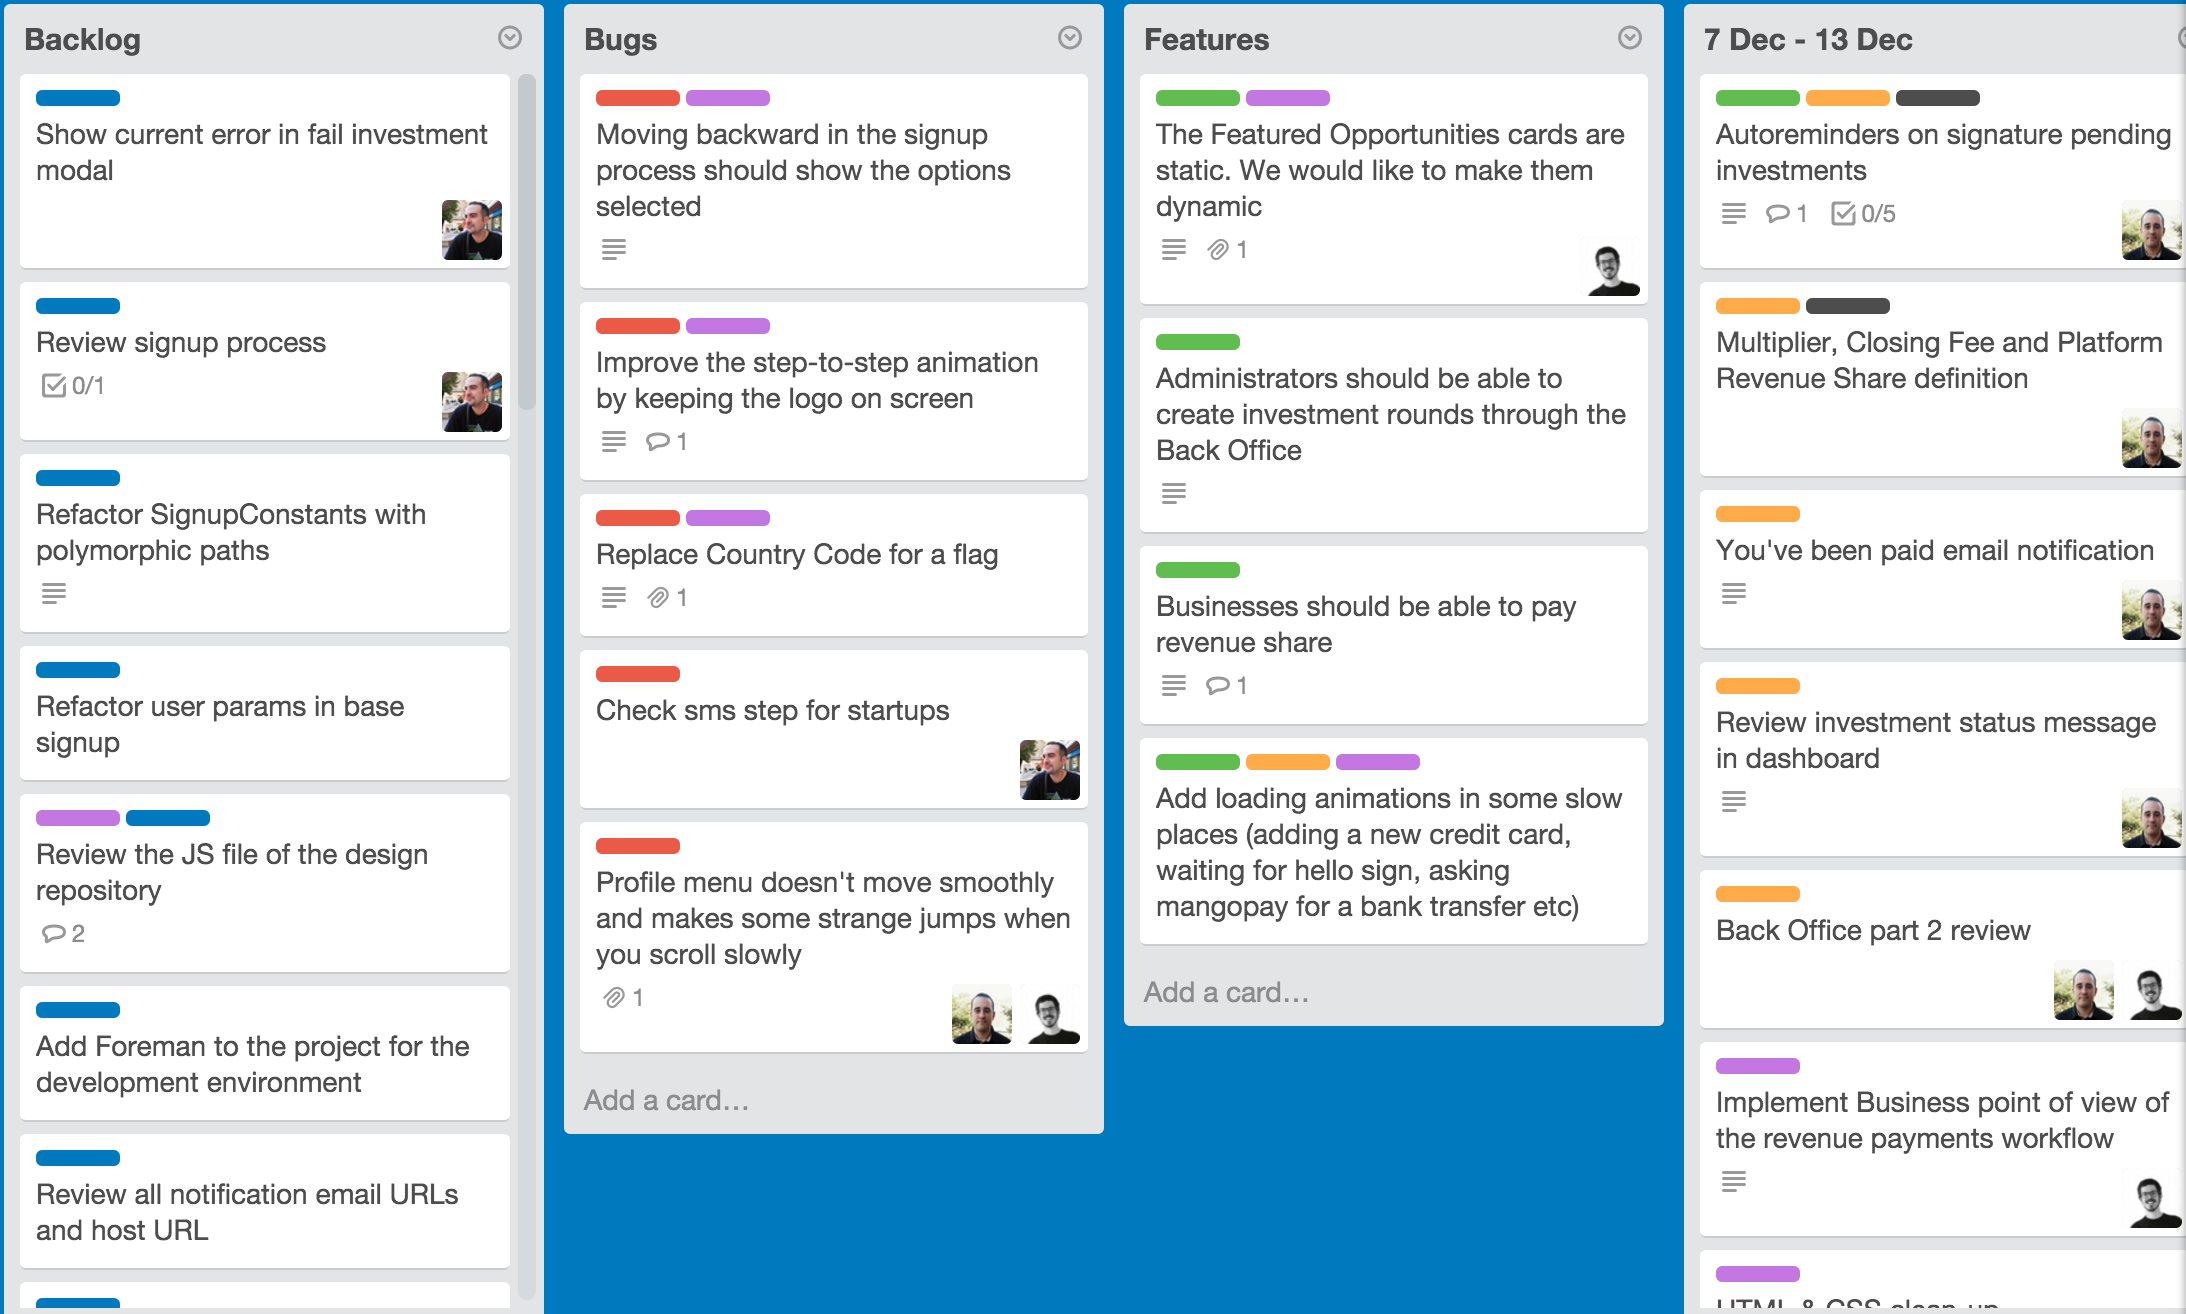 Backlog
Show current error in fail investment
modal
Review signup process
0/1
Refactor SignupConstants with
polymorphic paths
Refactor user params in base
signup
Review the JS file of the design
repository
2
Add Foreman to the project for the
development environment
Review all notification email URLs
and host URL
Bugs
Moving backward in the signup
process should show the options
selected
Improve the step-to-step animation
by keeping the logo on screen
1
Replace Country Code for a flag
1
Check sms step for startups
Profile menu doesn't move smoothly
and makes some strange jumps when
you scroll slowly
1
Add a card...
Features
The Featured Opportunities cards are
static. We would like to make them
dynamic
1
Administrators should be able to
create investment rounds through the
Back Office
Businesses should be able to pay
revenue share
1
Add loading animations in some slow
places (adding a new credit card,
waiting for hello sign, asking
mangopay for a bank transfer etc)
Add a card...
7 Dec - 13 Dec
Autoreminders on signature pending
investments
1 0/5
Multiplier, Closing Fee and Platform
Revenue Share definition
You've been paid email notification
Review investment status message
in dashboard
Back Office part 2 review
Implement Business point of view of
the revenue payments workflow
HTML & CSS clean-up